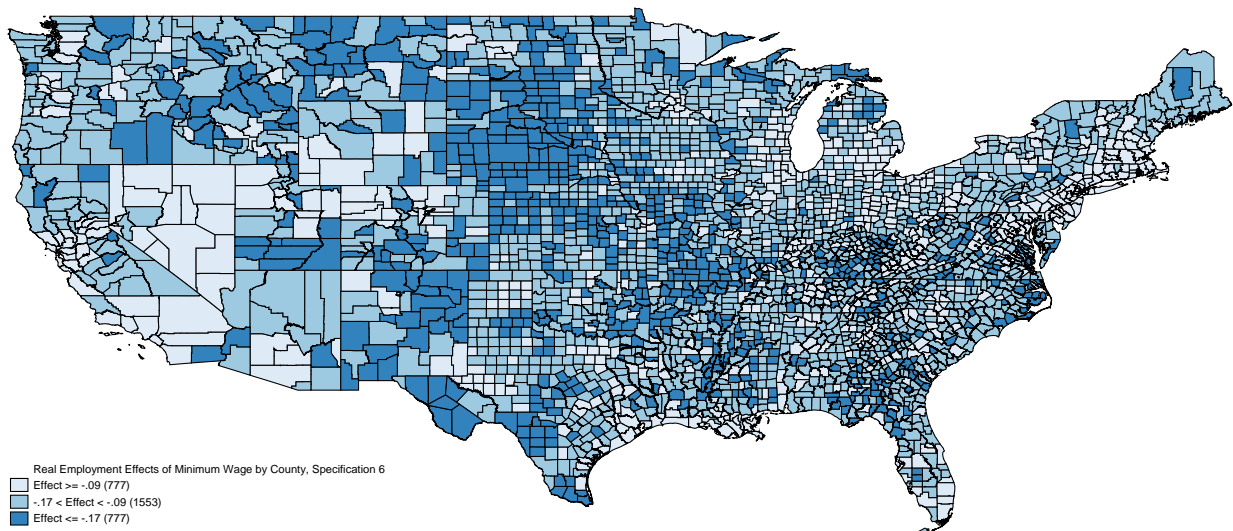 Real Employment Effects of Minimum Wage by County, Specification 6
Effect >= -.09 (777)
-.17 < Effect < -.09 (1553)
Effect <= -.17 (777)